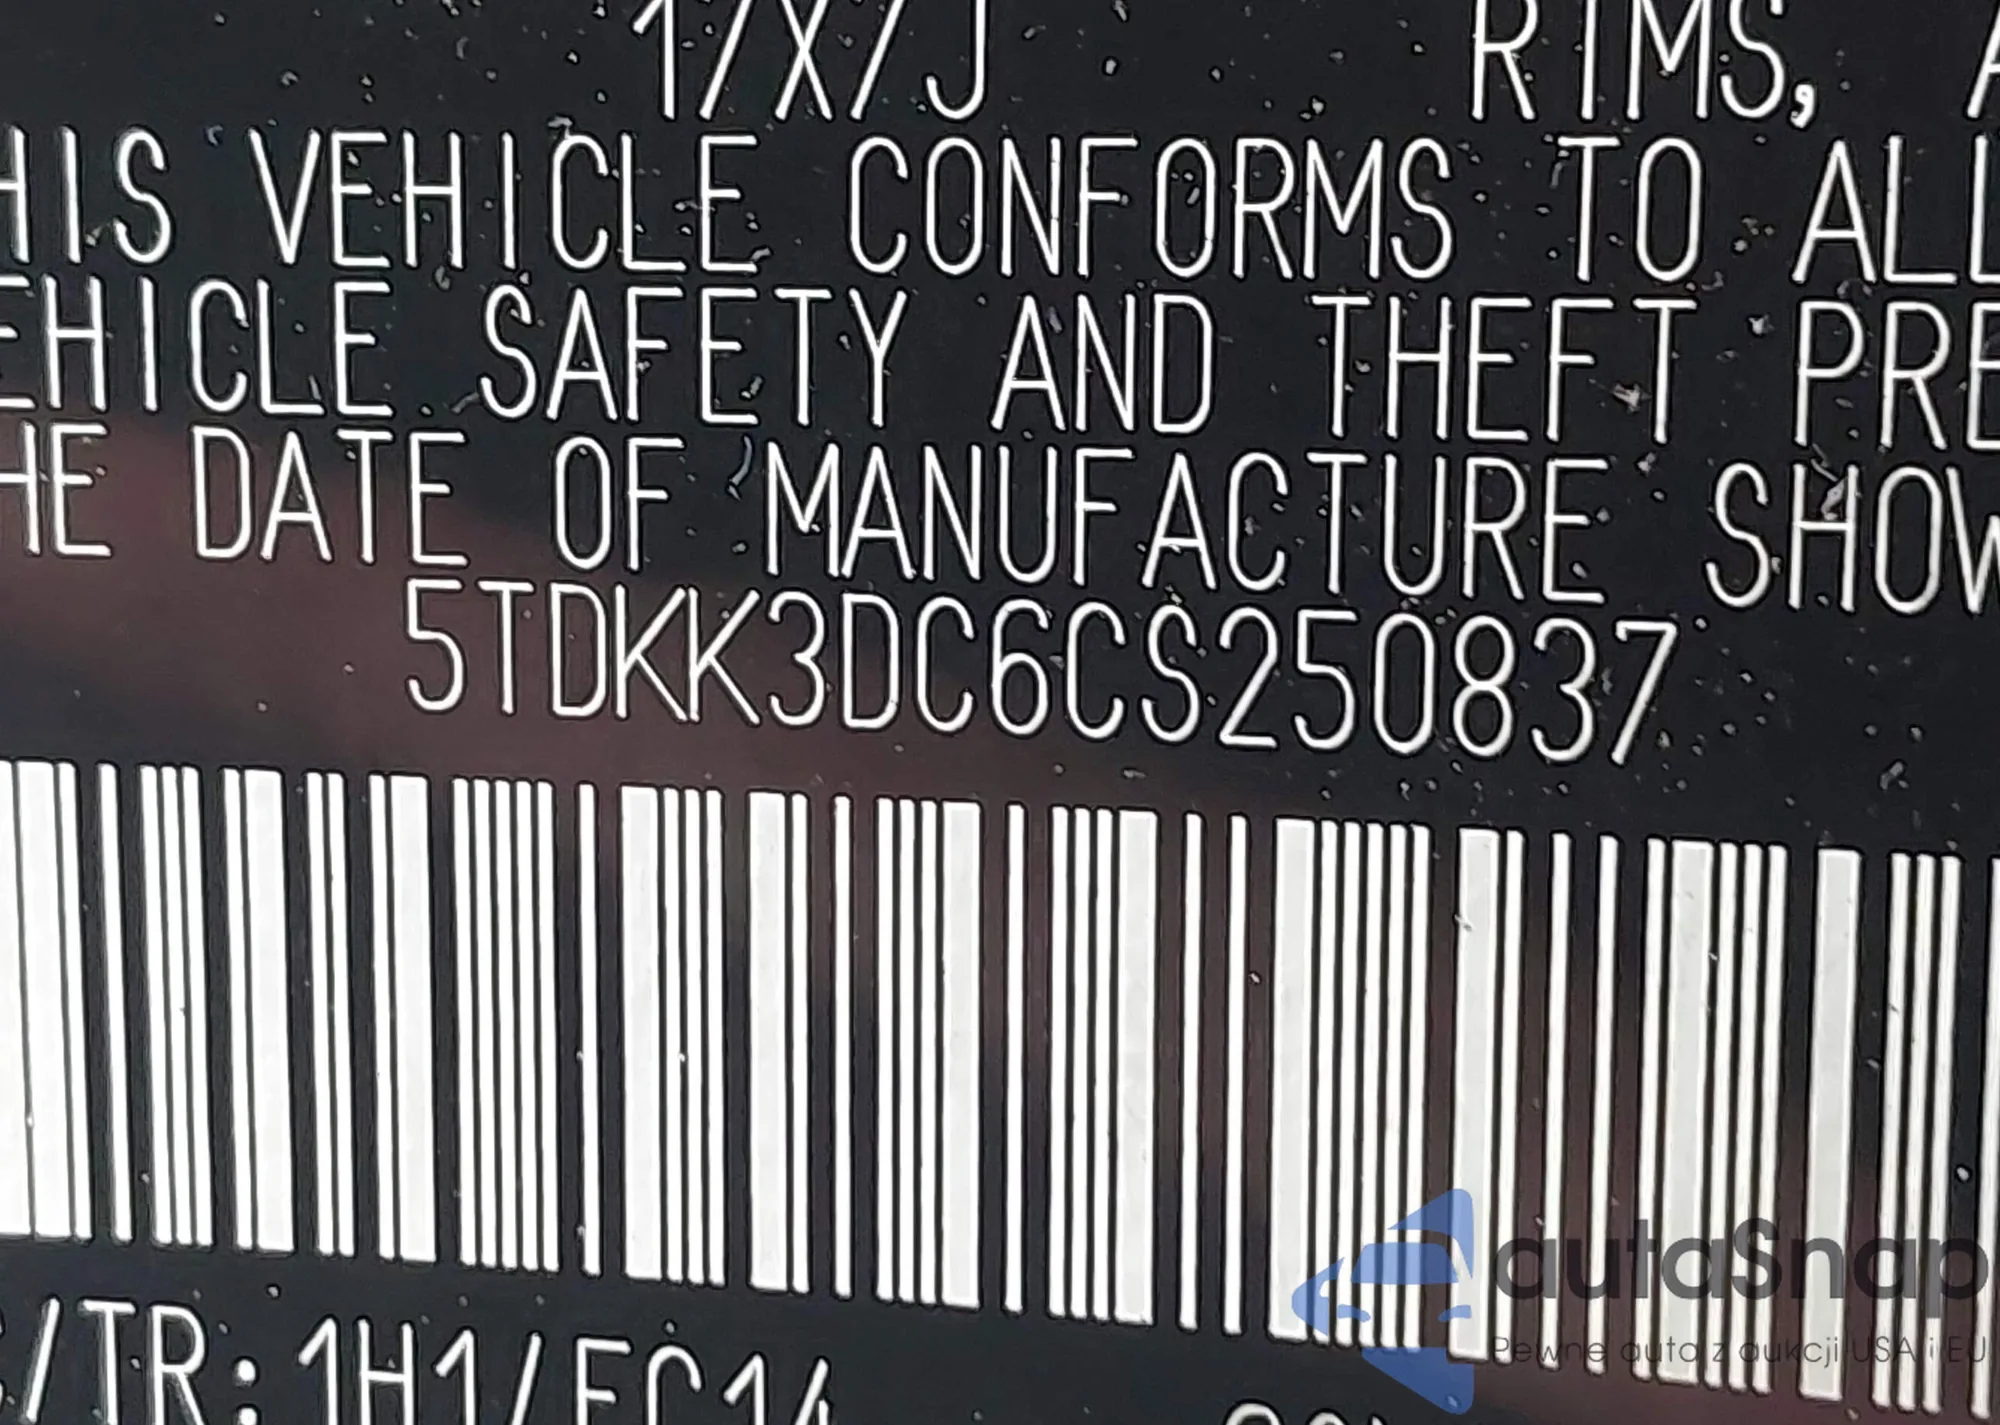 1/X/J RIMS, A
HIS VEHICLE CONFORMS TO ALL
EHICLE SAFETY AND THEFT PRE
HE DATE OF MANUFACTURE SHOW
5TDKK3DC6CS250837
/TR: 1H1/FC14
autaSnap
Pewne auta z aukcji USA i EU